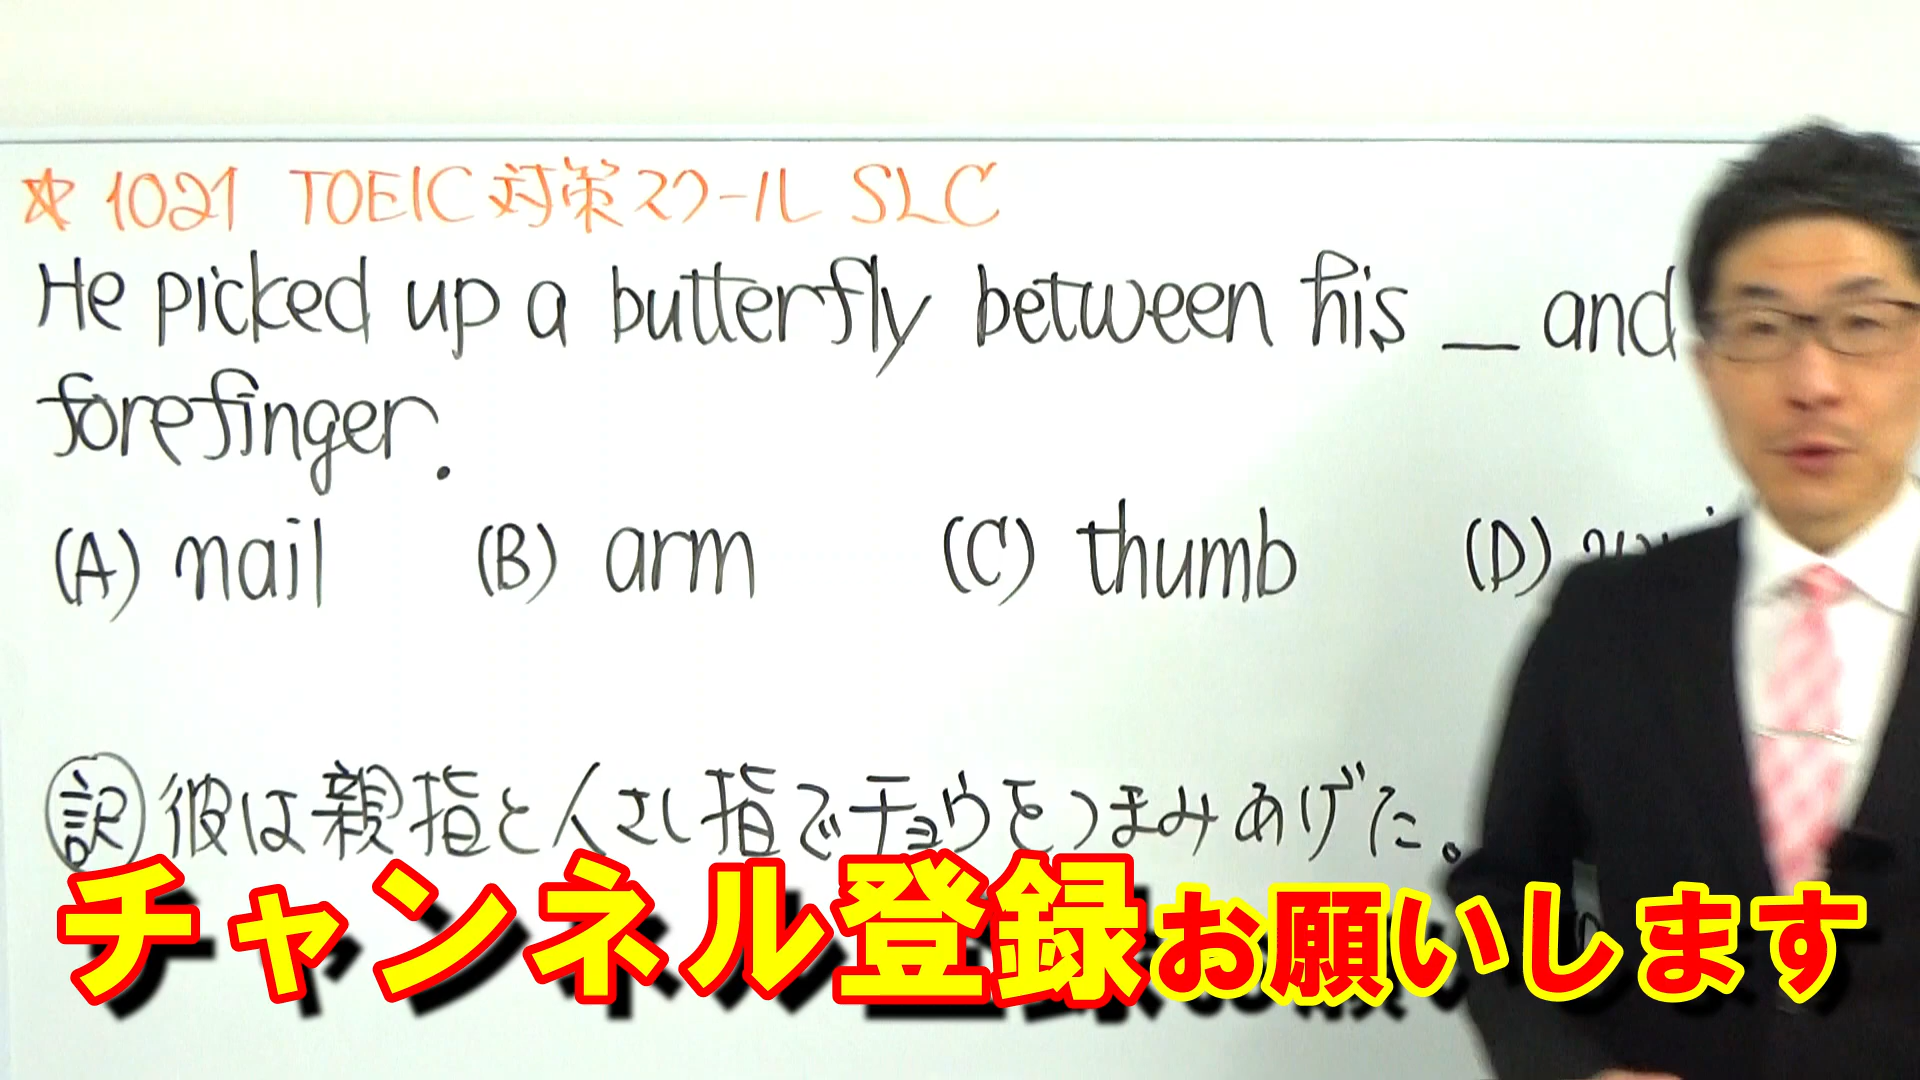 ☆1021 TOEIC対策スクール SLC
He picked up a butterfly between his _ and
forefinger.
(A) nail (B) arm (C) thumb (D)
訳 彼は親指と人さし指でチョウをつまみあげた。
チャンネル登録お願いします